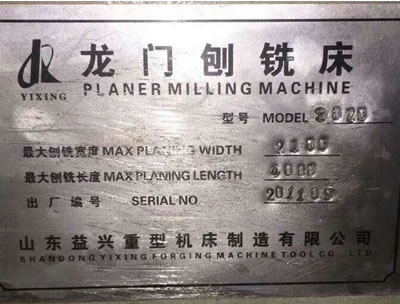 龙门刨铣床
YIXING PLANER MILLING MACHINE
型号 MODEL 2020
最大刨铣宽度 MAX PLANING WIDTH
最大刨铣长度 MAX PLANING LENGTH 4000
出厂编号 SERIAL NO.
山东益兴重型机床制造有限公司
SHANDONG YIXING FORGING MACHINE TOOL CO., LTD